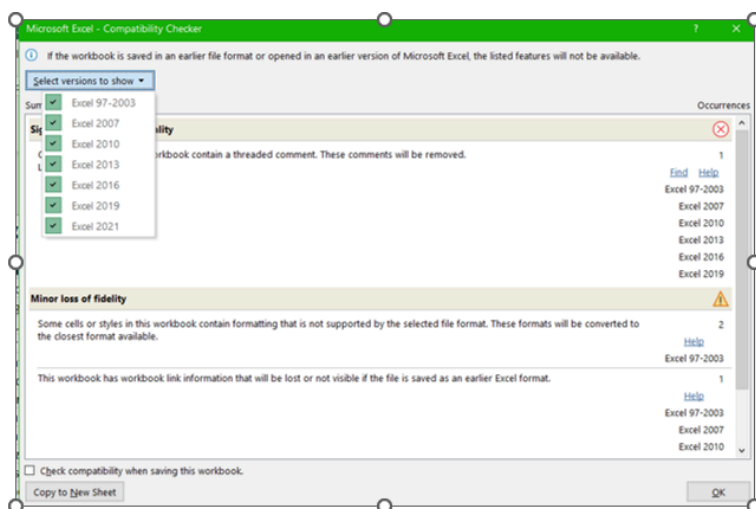 Microsoft Excel - Compatibility Checker
? ×
If the workbook is saved in an earlier file format or opened in an earlier version of Microsoft Excel, the listed features will not be available.
Select versions to show
Sum
Occurrences
Excel 97-2003
Excel 2007
Excel 2010
Excel 2013
Excel 2016
Excel 2019
Excel 2021
ality
orkbook contain a threaded comment. These comments will be removed. 1
Find Help
Excel 97-2003
Excel 2007
Excel 2010
Excel 2013
Excel 2016
Excel 2019
Minor loss of fidelity
Some cells or styles in this workbook contain formatting that is not supported by the selected file format. These formats will be converted to 2
the closest format available.
Help
Excel 97-2003
This workbook has workbook link information that will be lost or not visible if the file is saved as an earlier Excel format. 1
Help
Excel 97-2003
Excel 2007
Excel 2010
Check compatibility when saving this workbook.
Copy to New Sheet
OK